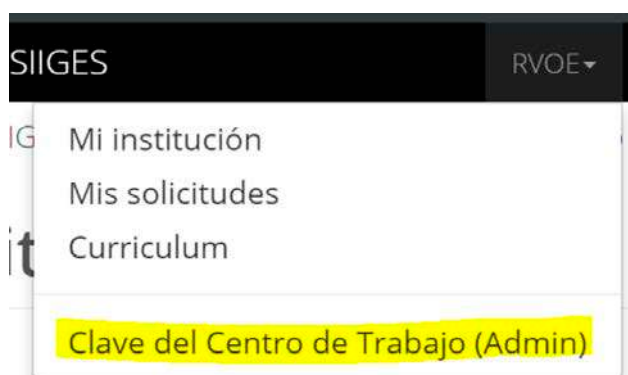 SIIGES RVOE
Mi institución
Mis solicitudes
Curriculum
Clave del Centro de Trabajo (Admin)